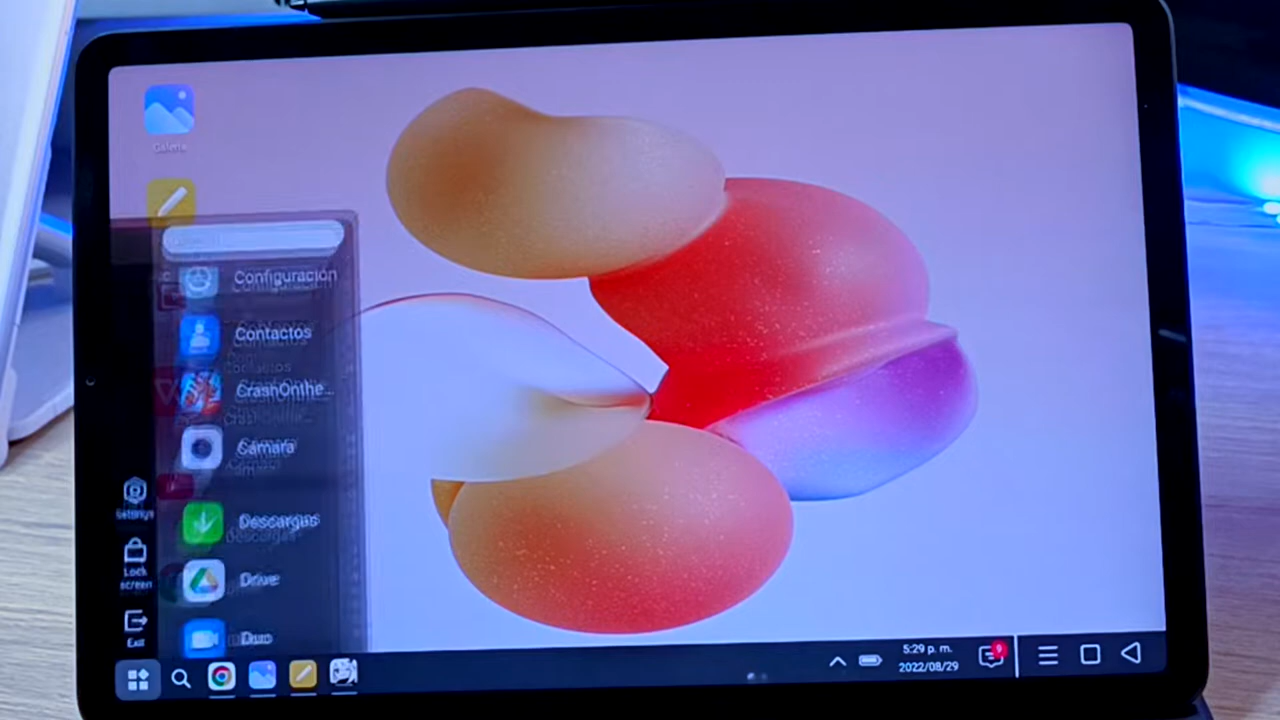 Galería
Configuración
Contactos
CrashOnthe...
Cámara
Descargas
Drive
Duo
Settings
Lock
screen
Exit
5:29 p. m.
2022/08/29
9